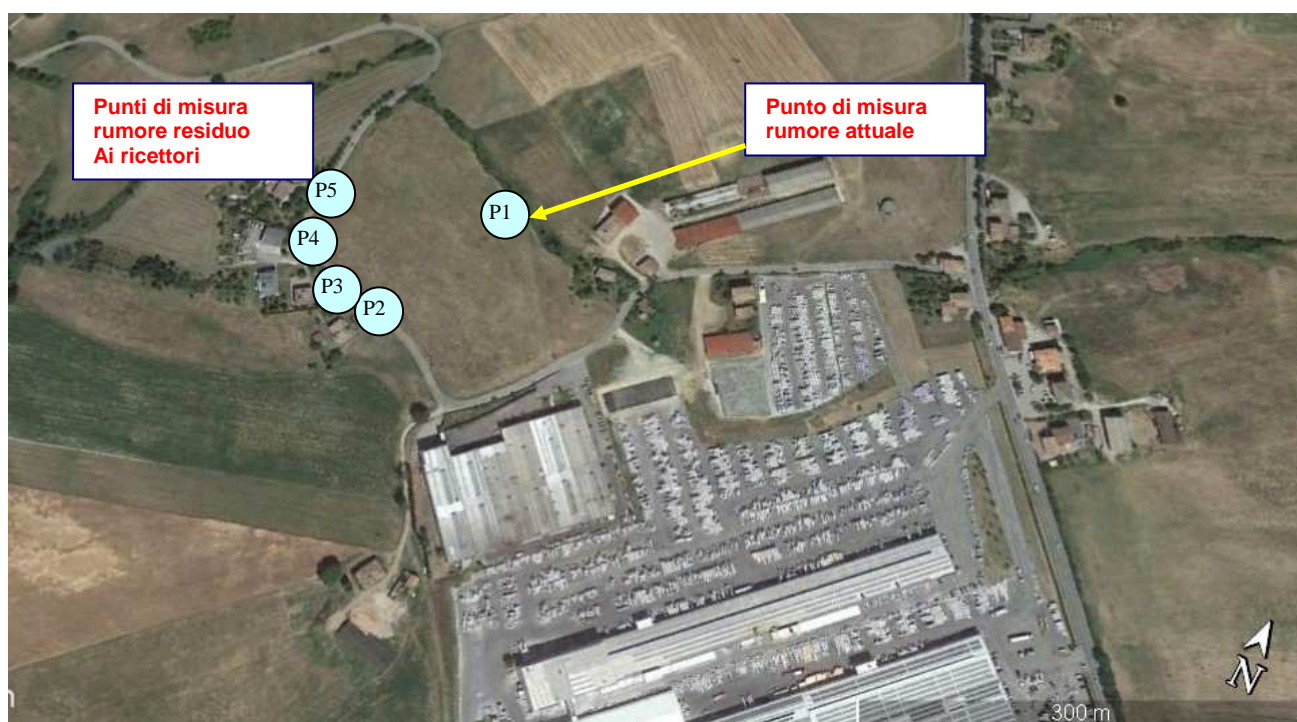 Punti di misura
rumore residuo
Ai ricettori
Punto di misura
rumore attuale
P5
P1
P4
P3
P2
N
300 m